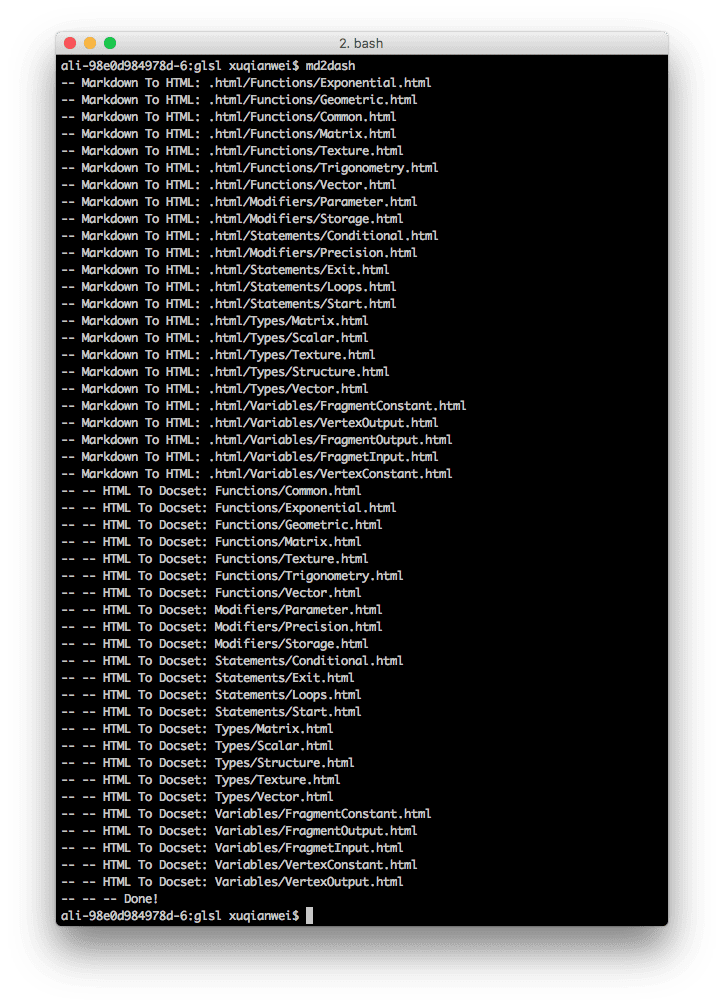 2. bash
ali-98e0d984978d-6:glsl xuqianwei$ md2dash
-- Markdown To HTML: .html/Functions/Exponential.html
-- Markdown To HTML: .html/Functions/Geometric.html
-- Markdown To HTML: .html/Functions/Common.html
-- Markdown To HTML: .html/Functions/Matrix.html
-- Markdown To HTML: .html/Functions/Texture.html
-- Markdown To HTML: .html/Functions/Trigonometry.html
-- Markdown To HTML: .html/Functions/Vector.html
-- Markdown To HTML: .html/Modifiers/Parameter.html
-- Markdown To HTML: .html/Modifiers/Storage.html
-- Markdown To HTML: .html/Statements/Conditional.html
-- Markdown To HTML: .html/Modifiers/Precision.html
-- Markdown To HTML: .html/Statements/Exit.html
-- Markdown To HTML: .html/Statements/Loops.html
-- Markdown To HTML: .html/Statements/Start.html
-- Markdown To HTML: .html/Types/Matrix.html
-- Markdown To HTML: .html/Types/Scalar.html
-- Markdown To HTML: .html/Types/Texture.html
-- Markdown To HTML: .html/Types/Structure.html
-- Markdown To HTML: .html/Types/Vector.html
-- Markdown To HTML: .html/Variables/FragmentConstant.html
-- Markdown To HTML: .html/Variables/VertexOutput.html
-- Markdown To HTML: .html/Variables/FragmentOutput.html
-- Markdown To HTML: .html/Variables/FragmetInput.html
-- Markdown To HTML: .html/Variables/VertexConstant.html
-- -- HTML To Docset: Functions/Common.html
-- -- HTML To Docset: Functions/Exponential.html
-- -- HTML To Docset: Functions/Geometric.html
-- -- HTML To Docset: Functions/Matrix.html
-- -- HTML To Docset: Functions/Texture.html
-- -- HTML To Docset: Functions/Trigonometry.html
-- -- HTML To Docset: Functions/Vector.html
-- -- HTML To Docset: Modifiers/Parameter.html
-- -- HTML To Docset: Modifiers/Precision.html
-- -- HTML To Docset: Modifiers/Storage.html
-- -- HTML To Docset: Statements/Conditional.html
-- -- HTML To Docset: Statements/Exit.html
-- -- HTML To Docset: Statements/Loops.html
-- -- HTML To Docset: Statements/Start.html
-- -- HTML To Docset: Types/Matrix.html
-- -- HTML To Docset: Types/Scalar.html
-- -- HTML To Docset: Types/Structure.html
-- -- HTML To Docset: Types/Texture.html
-- -- HTML To Docset: Types/Vector.html
-- -- HTML To Docset: Variables/FragmentConstant.html
-- -- HTML To Docset: Variables/FragmentOutput.html
-- -- HTML To Docset: Variables/FragmetInput.html
-- -- HTML To Docset: Variables/VertexConstant.html
-- -- HTML To Docset: Variables/VertexOutput.html
-- -- -- Done!
ali-98e0d984978d-6:glsl xuqianwei$